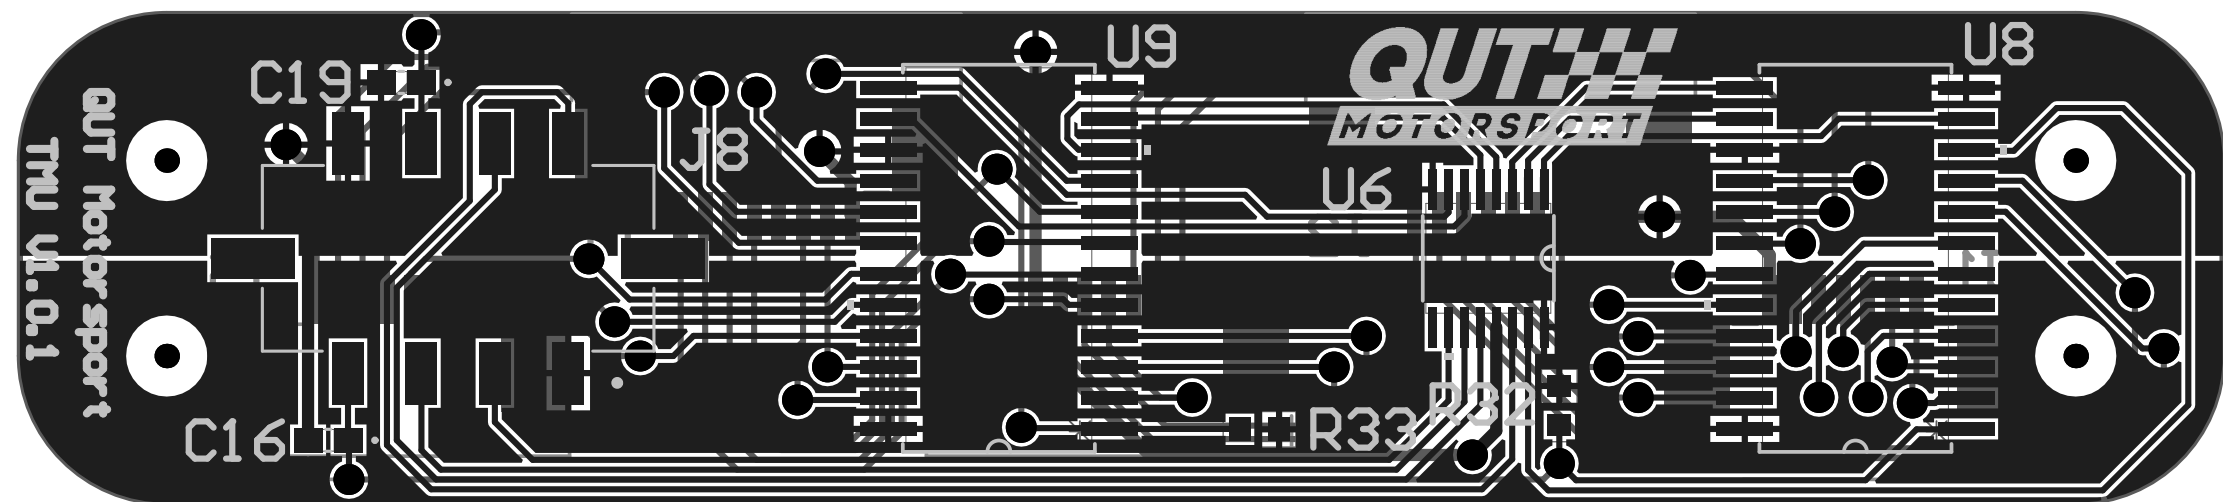 C19
U9
QUT
MOTORSPORT
U8
J8
U6
QUT Motorsport
TMU V1.0.1
C16
R33
R32